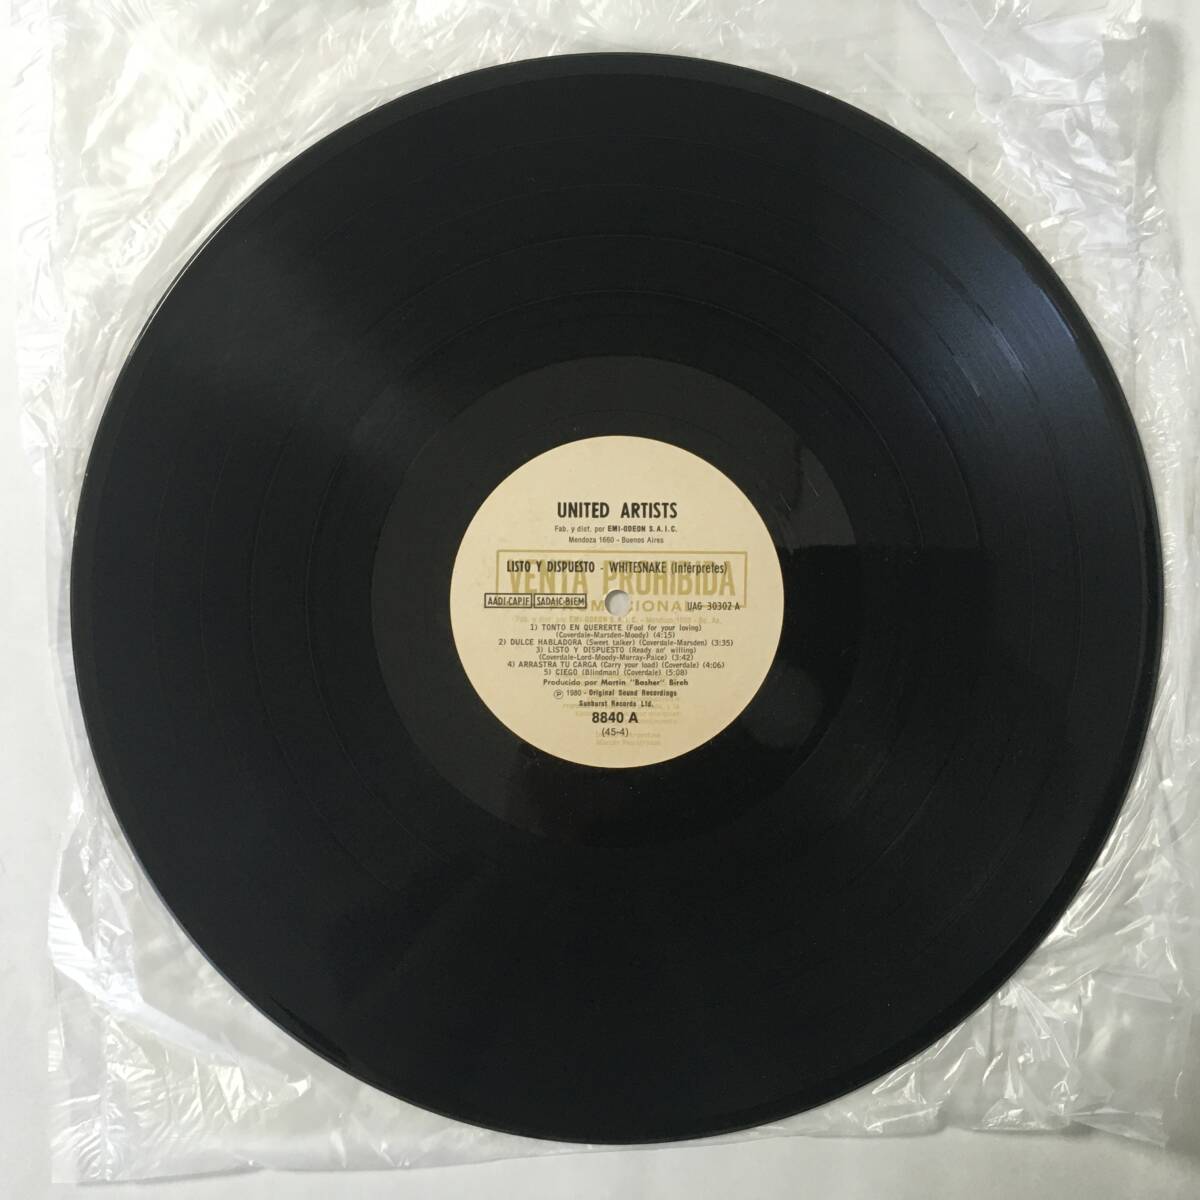 UNITED ARTISTS
Fab. y dist. por EMI-ODEON S.A.I.C.
Mendoza 1660 - Buenos Aires
LISTO Y DISPUESTO - WHITESNAKE (Intérpretes)
VENTA PROHIBIDA
AADI-CAPIF SADAIC-BIEM
UAG 30302 A
1) TONTO EN QUERERTE (Fool for your loving)
(Coverdale-Marsden-Moody) (4:15)
2) DULCE HABLADORA (Sweet talker) (Coverdale-Marsden) (3:35)
3) LISTO Y DISPUESTO (Ready an' willing)
(Coverdale-Lord-Moody-Murray-Paice) (3:42)
4) ARRASTRA TU CARGA (Carry your load) (Coverdale) (4:06)
5) CIEGO (Blindman) (Coverdale) (5:08)
Producido por Martin "Basher" Birch
Ⓟ 1980 - Original Sound Recordings
Sunburst Records Ltd.
8840 A
(45-4)